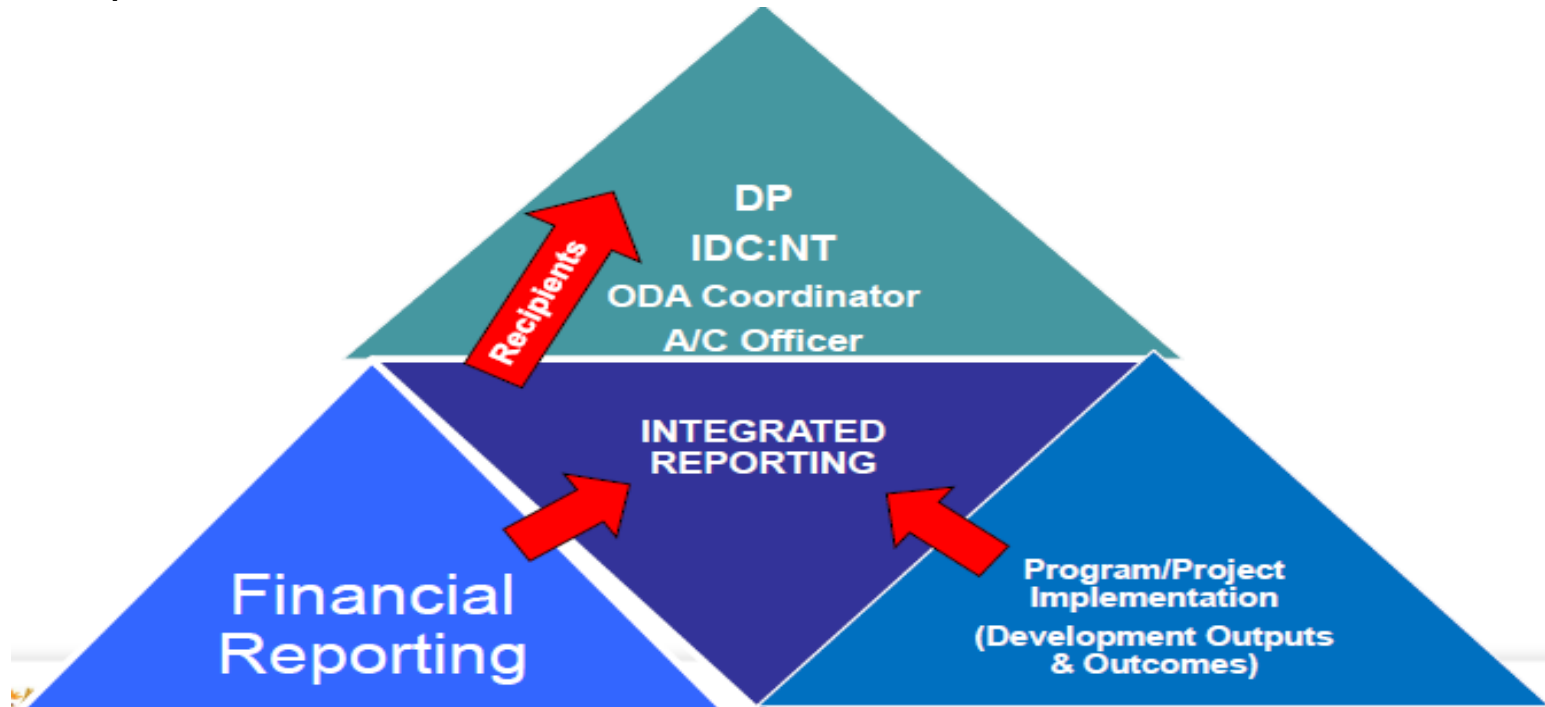 DP
IDC:NT
ODA Coordinator
A/C Officer
Recipients
INTEGRATED
REPORTING
Financial
Reporting
Program/Project
Implementation
(Development Outputs
& Outcomes)